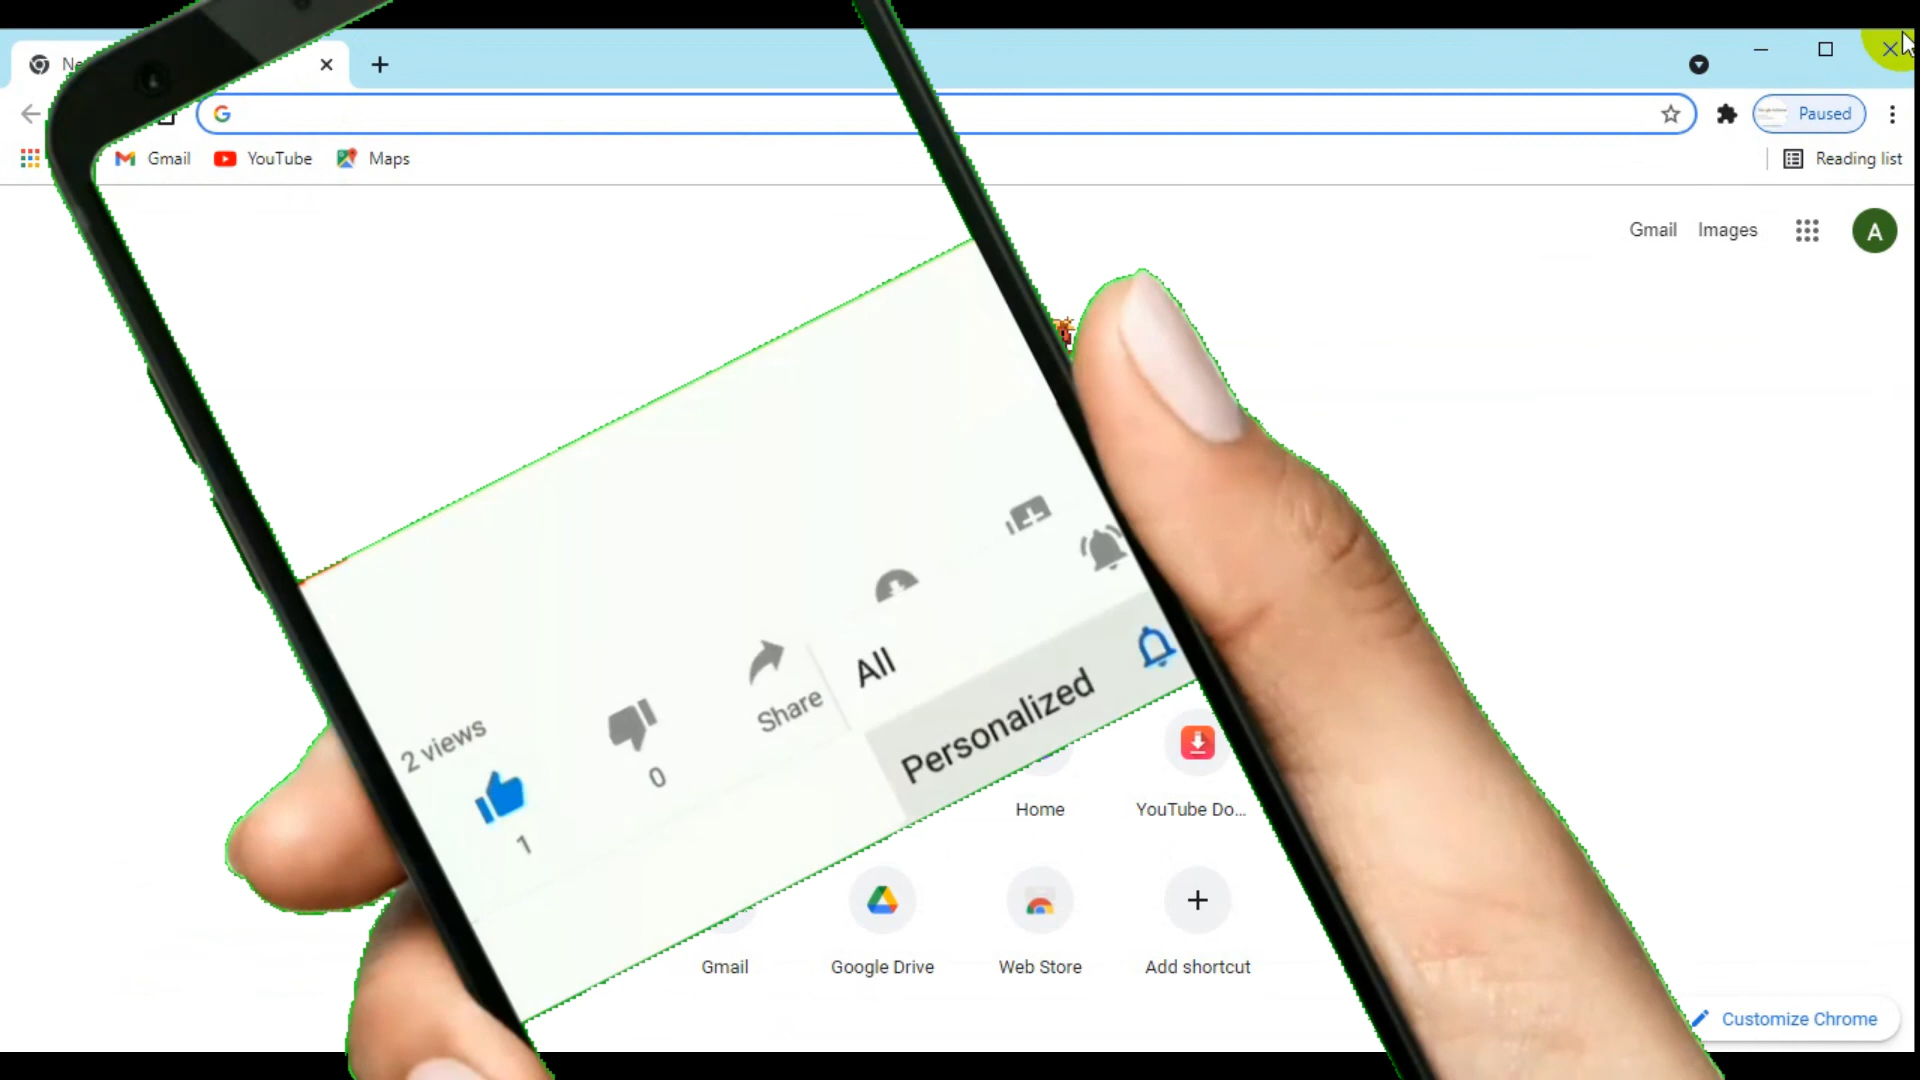 Ne
Paused
Gmail
YouTube
Maps
Reading list
Gmail
Images
A
All
Share
Personalized
2 views
0
1
Home
YouTube Do...
Gmail
Google Drive
Web Store
Add shortcut
Customize Chrome